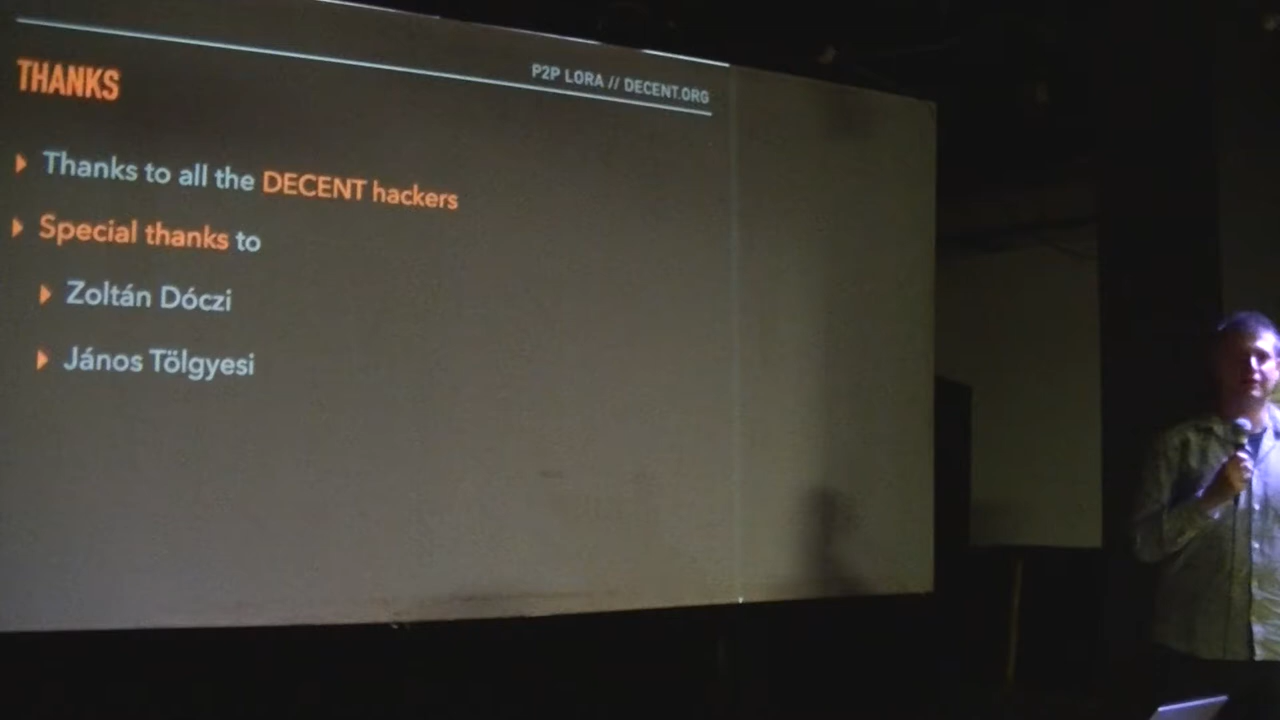 P2P LORA // DECENT.ORG
THANKS
Thanks to all the DECENT hackers
Special thanks to
Zoltán Dóczi
János Tölgyesi